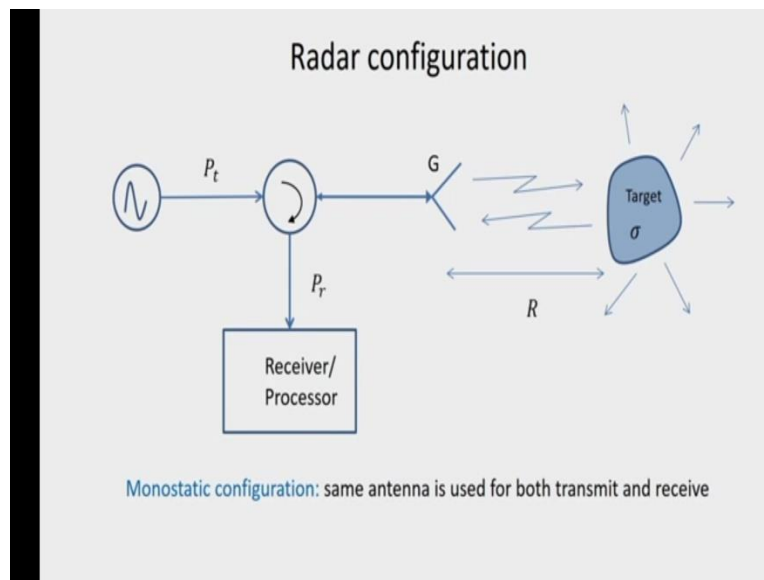 Radar configuration
P_t
G
Target
σ
P_r
R
Receiver/
Processor
Monostatic configuration: same antenna is used for both transmit and receive